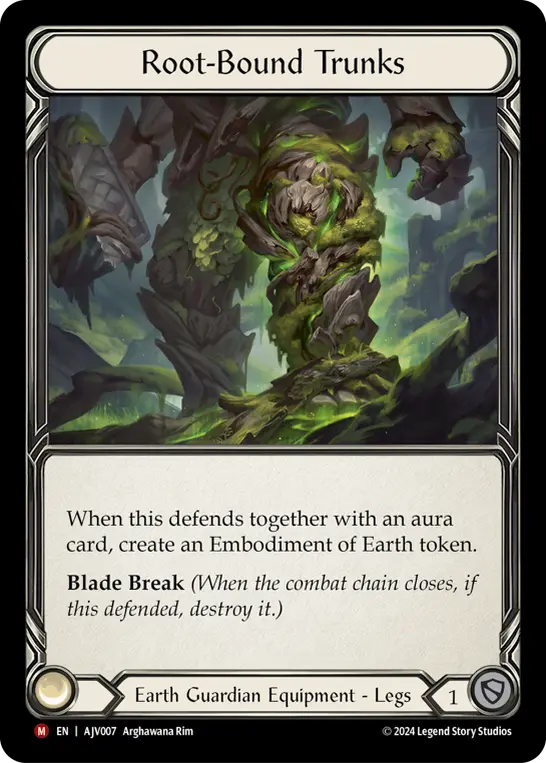 Root-Bound Trunks
When this defends together with an aura
card, create an Embodiment of Earth token.
Blade Break (When the combat chain closes, if
this defended, destroy it.)
Earth Guardian Equipment - Legs
1
M EN | AJV007 Arghawana Rim
© 2024 Legend Story Studios